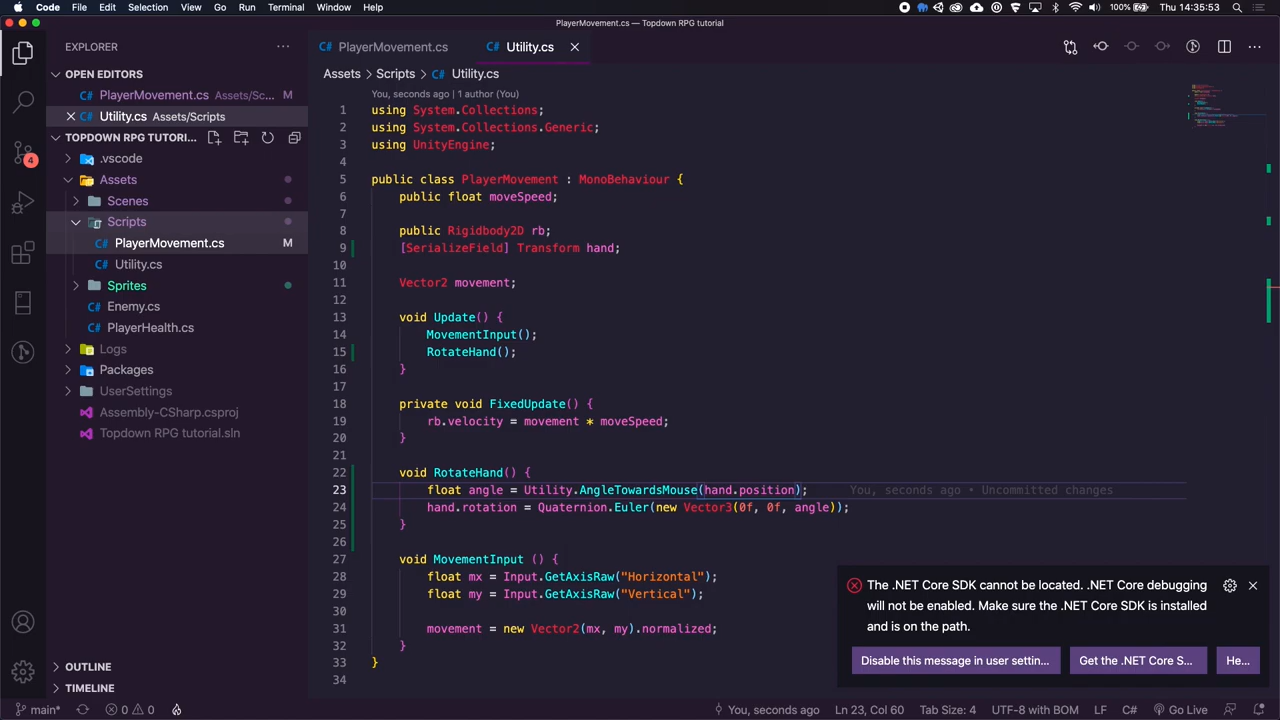 Code File Edit Selection View Go Run Terminal Window Help 100% Thu 14:35:53
PlayerMovement.cs — Topdown RPG tutorial
EXPLORER
OPEN EDITORS
PlayerMovement.cs Assets/Sc... M
Utility.cs Assets/Scripts
TOPDOWN RPG TUTORI...
.vscode
Assets
Scenes
Scripts
PlayerMovement.cs M
Utility.cs
Sprites
Enemy.cs
PlayerHealth.cs
Logs
Packages
UserSettings
Assembly-CSharp.csproj
Topdown RPG tutorial.sln
OUTLINE
TIMELINE
4
C# PlayerMovement.cs C# Utility.cs
Assets > Scripts > C# Utility.cs
You, seconds ago | 1 author (You)
1 using System.Collections;
2 using System.Collections.Generic;
3 using UnityEngine;
4
5 public class PlayerMovement : MonoBehaviour {
6 public float moveSpeed;
7
8 public Rigidbody2D rb;
9 [SerializeField] Transform hand;
10
11 Vector2 movement;
12
13 void Update() {
14 MovementInput();
15 RotateHand();
16 }
17
18 private void FixedUpdate() {
19 rb.velocity = movement * moveSpeed;
20 }
21
22 void RotateHand() {
23 float angle = Utility.AngleTowardsMouse(hand.position); You, seconds ago • Uncommitted changes
24 hand.rotation = Quaternion.Euler(new Vector3(0f, 0f, angle));
25 }
26
27 void MovementInput () {
28 float mx = Input.GetAxisRaw("Horizontal");
29 float my = Input.GetAxisRaw("Vertical");
30
31 movement = new Vector2(mx, my).normalized;
32 }
33 }
34
The .NET Core SDK cannot be located. .NET Core debugging
will not be enabled. Make sure the .NET Core SDK is installed
and is on the path.
Disable this message in user settin... Get the .NET Core S... He...
main* 0 0 You, seconds ago Ln 23, Col 60 Tab Size: 4 UTF-8 with BOM LF C# Go Live